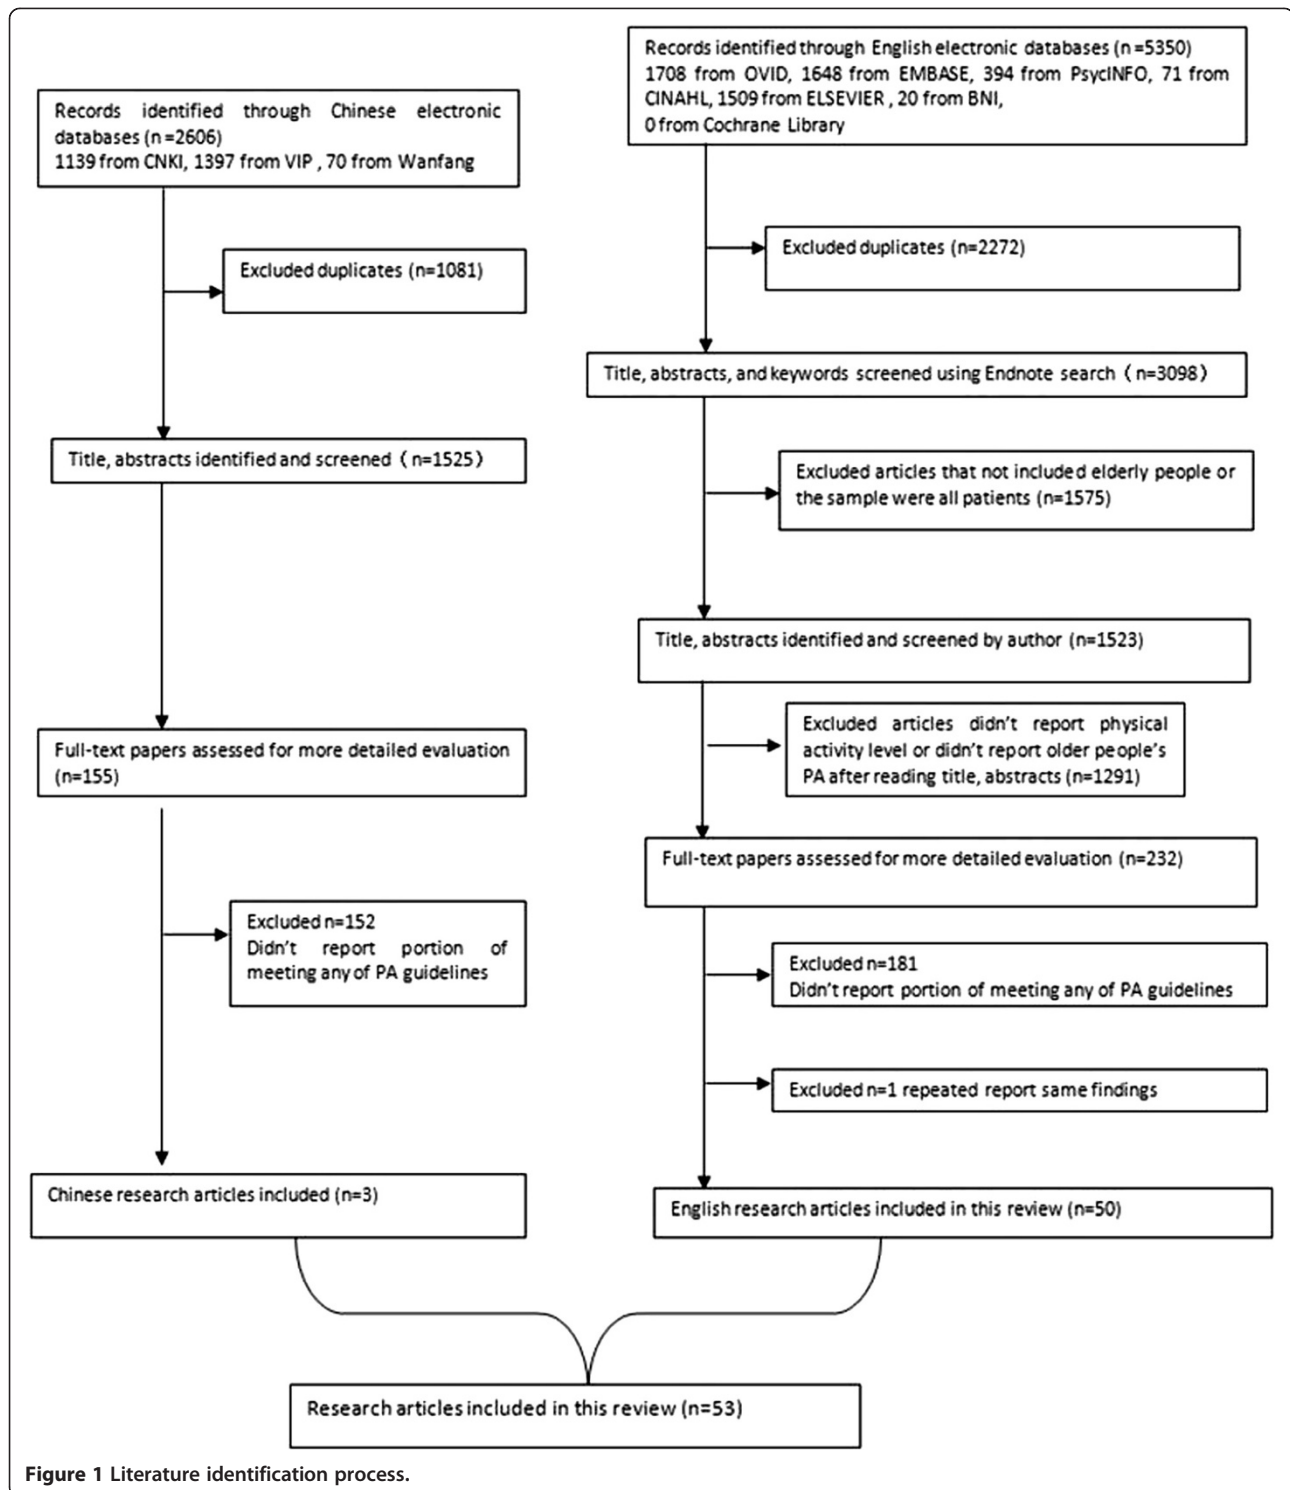 Records identified through Chinese electronic
databases (n=2606)
1139 from CNKI, 1397 from VIP , 70 from Wanfang
Records identified through English electronic databases (n=5350)
1708 from OVID, 1648 from EMBASE, 394 from PsycINFO, 71 from
CINAHL, 1509 from ELSEVIER , 20 from BNI,
0 from Cochrane Library
Excluded duplicates (n=1081)
Excluded duplicates (n=2272)
Title, abstracts, and keywords screened using Endnote search (n=3098)
Title, abstracts identified and screened (n=1525)
Excluded articles that not included elderly people or
the sample were all patients (n=1575)
Title, abstracts identified and screened by author (n=1523)
Full-text papers assessed for more detailed evaluation
(n=155)
Excluded articles didn't report physical
activity level or didn't report older people's
PA after reading title, abstracts (n=1291)
Full-text papers assessed for more detailed evaluation (n=232)
Excluded n=152
Didn't report portion of
meeting any of PA guidelines
Excluded n=181
Didn't report portion of meeting any of PA guidelines
Excluded n=1 repeated report same findings
Chinese research articles included (n=3)
English research articles included in this review (n=50)
Research articles included in this review (n=53)
Figure 1 Literature identification process.